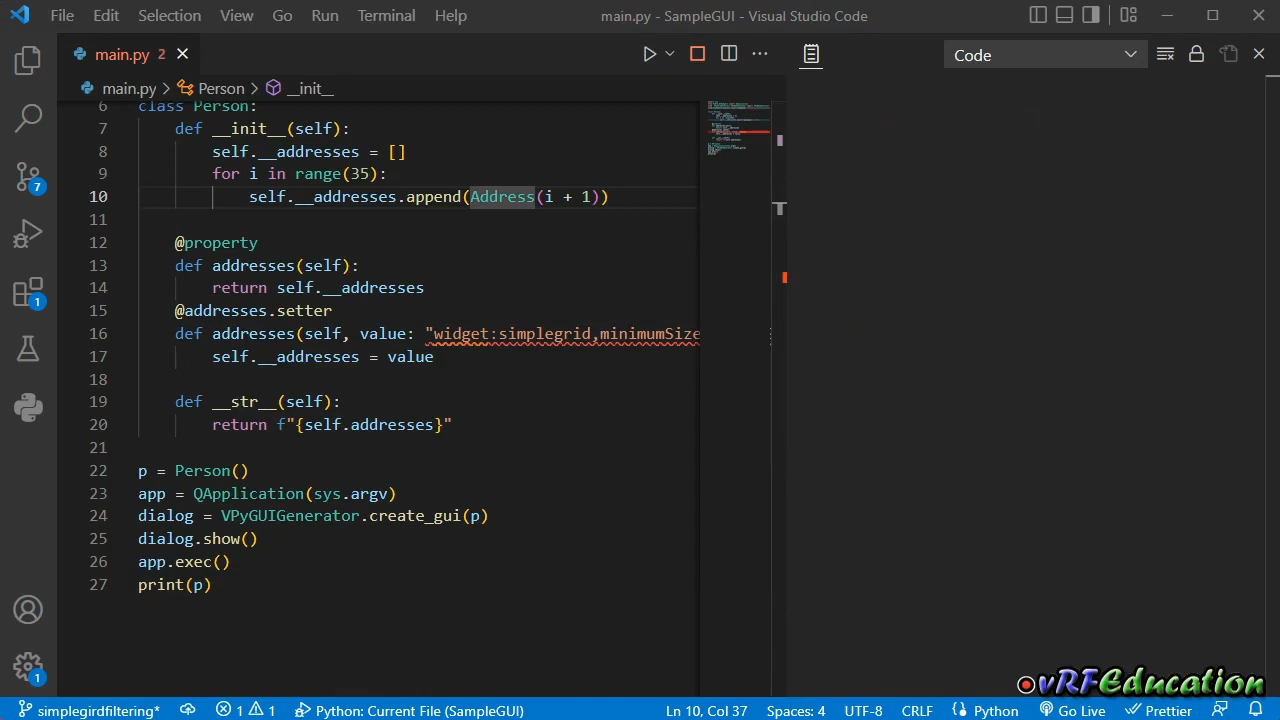 File Edit Selection View Go Run Terminal Help main.py - SampleGUI - Visual Studio Code
main.py 2
Code
main.py > Person > __init__
6 class Person:
7 def __init__(self):
8 self.__addresses = []
9 for i in range(35):
10 self.__addresses.append(Address(i + 1))
11
12 @property
13 def addresses(self):
14 return self.__addresses
15 @addresses.setter
16 def addresses(self, value: "widget:simplegrid,minimumSize
17 self.__addresses = value
18
19 def __str__(self):
20 return f"{self.addresses}"
21
22 p = Person()
23 app = QApplication(sys.argv)
24 dialog = VPyGUIGenerator.create_gui(p)
25 dialog.show()
26 app.exec()
27 print(p)
7
1
1
vRFEducation
simplegirdfiltering* 1 1 Python: Current File (SampleGUI) Ln 10, Col 37 Spaces: 4 UTF-8 CRLF Python Go Live Prettier